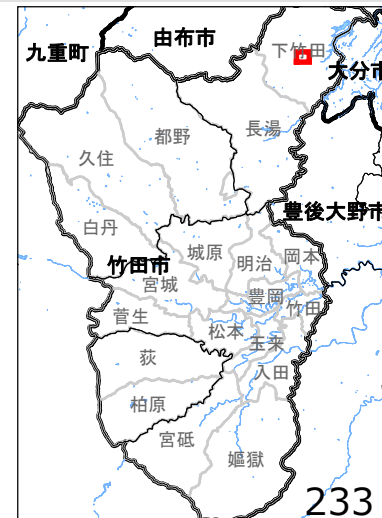 由布市
九重町
下竹田
大分市
長湯
都野
久住
白丹
豊後大野市
城原
岡本
明治
竹田市
宮城
豊岡
竹田
菅生
松本
玉来
荻
入田
柏原
宮砥
嫗獄
233